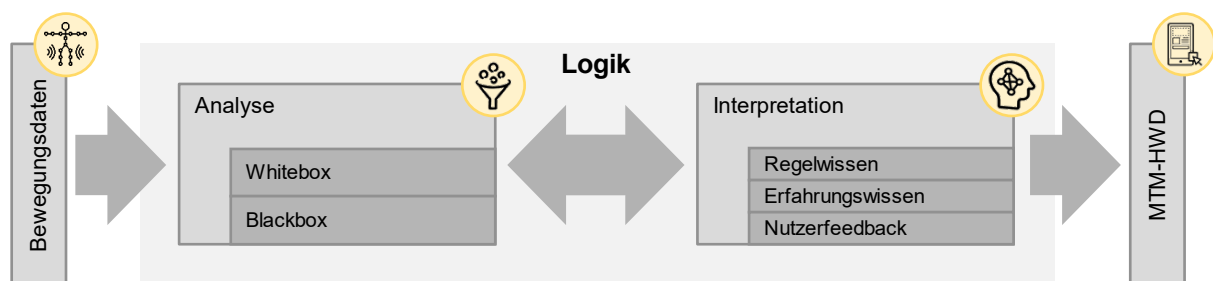 Bewegungsdaten
Logik
Analyse
Whitebox
Blackbox
Interpretation
Regelwissen
Erfahrungswissen
Nutzerfeedback
MTM-HWD